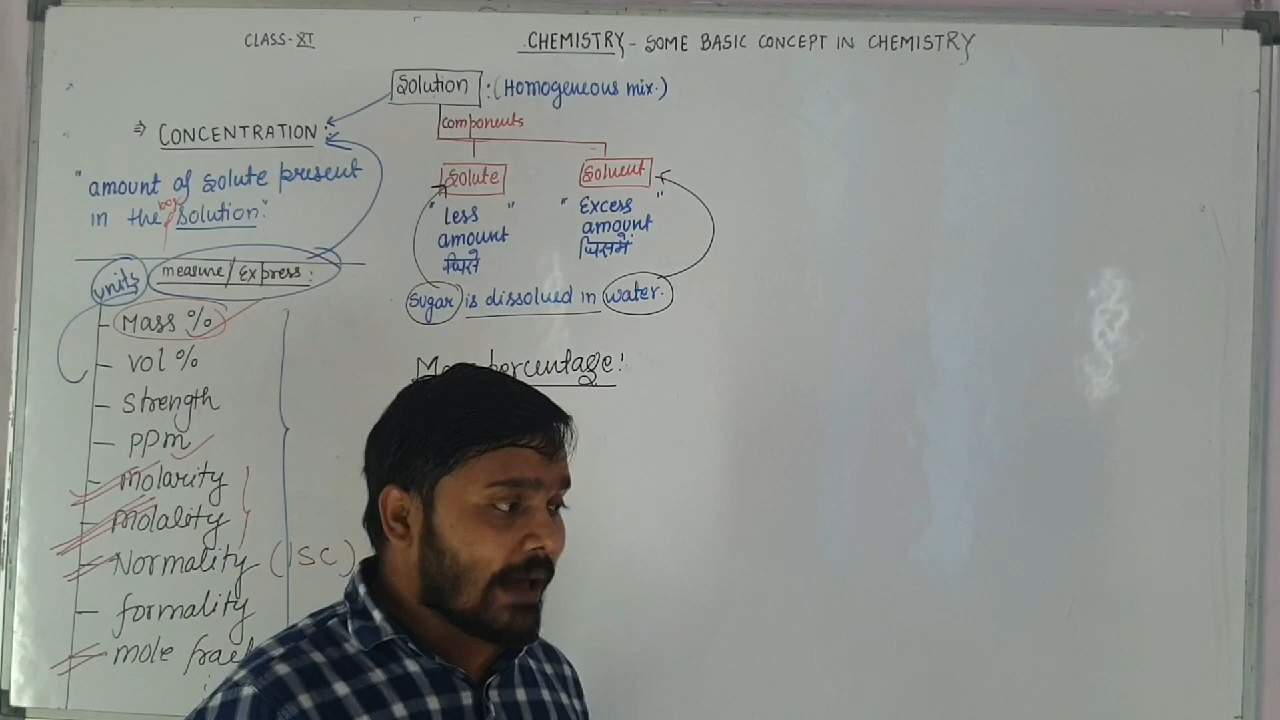 CLASS-XI
CHEMISTRY - SOME BASIC CONCEPT IN CHEMISTRY
Solution : (Homogeneous mix.)
components
Solute
Solvent
" Less "
amount
जिसे
" Excess "
amount
जिसमें
Sugar is dissolved in water.
⇒ CONCENTRATION :
"amount of solute present
in the solution."
units measure/Express:
- Mass %
- vol %
- Strength
- PPm
- Molarity
- Molality
- Normality (ISC)
- formality
- mole frac
percentage!